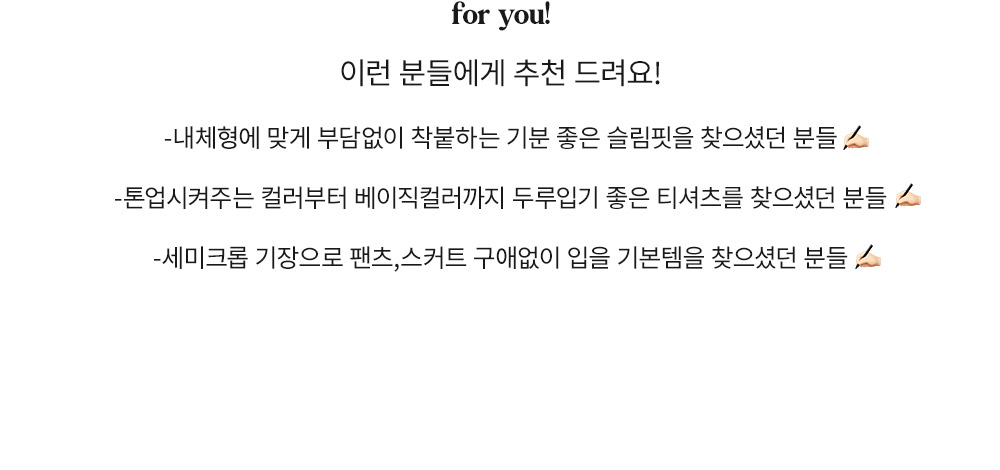 for you!
이런 분들에게 추천 드려요!
-내체형에 맞게 부담없이 착붙하는 기분 좋은 슬림핏을 찾으셨던 분들✍🏻
-톤업시켜주는 컬러부터 베이직컬러까지 두루입기 좋은 티셔츠를 찾으셨던 분들 ✍🏻
-세미크롭 기장으로 팬츠,스커트 구애없이 입을 기본템을 찾으셨던 분들 ✍🏻